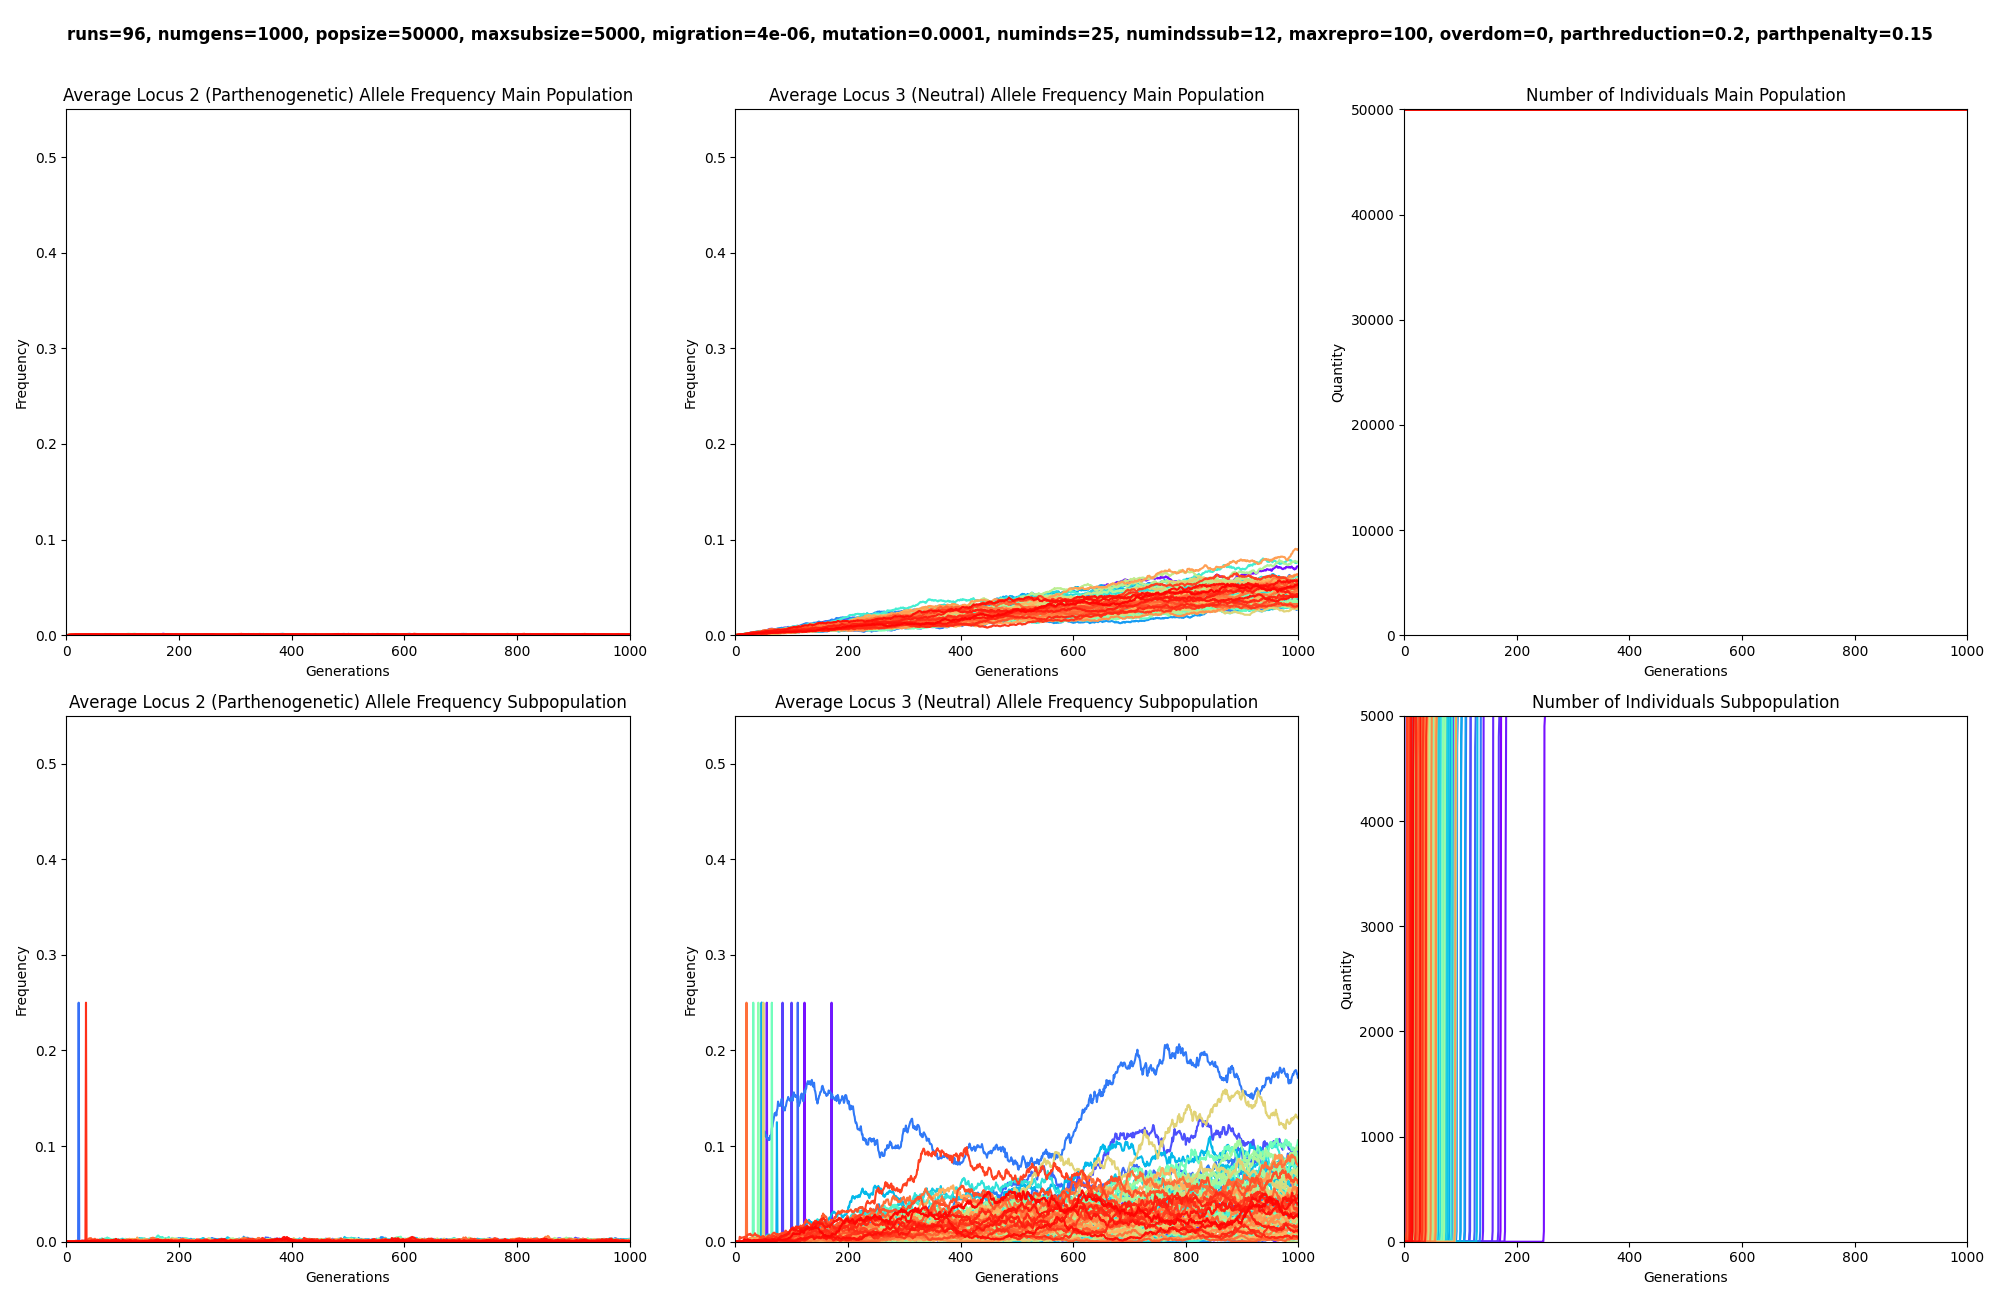 runs=96, numgens=1000, popsize=50000, maxsubsize=5000, migration=4e-06, mutation=0.0001, numinds=25, numindssub=12, maxrepro=100, overdom=0, parthreduction=0.2, parthpenalty=0.15
Average Locus 2 (Parthenogenetic) Allele Frequency Main Population
Frequency
0.5
0.4
0.3
0.2
0.1
0.0
0 200 400 600 800 1000
Generations
Average Locus 3 (Neutral) Allele Frequency Main Population
Frequency
0.5
0.4
0.3
0.2
0.1
0.0
0 200 400 600 800 1000
Generations
Number of Individuals Main Population
Quantity
50000
40000
30000
20000
10000
0
0 200 400 600 800 1000
Generations
Average Locus 2 (Parthenogenetic) Allele Frequency Subpopulation
Frequency
0.5
0.4
0.3
0.2
0.1
0.0
0 200 400 600 800 1000
Generations
Average Locus 3 (Neutral) Allele Frequency Subpopulation
Frequency
0.5
0.4
0.3
0.2
0.1
0.0
0 200 400 600 800 1000
Generations
Number of Individuals Subpopulation
Quantity
5000
4000
3000
2000
1000
0
0 200 400 600 800 1000
Generations